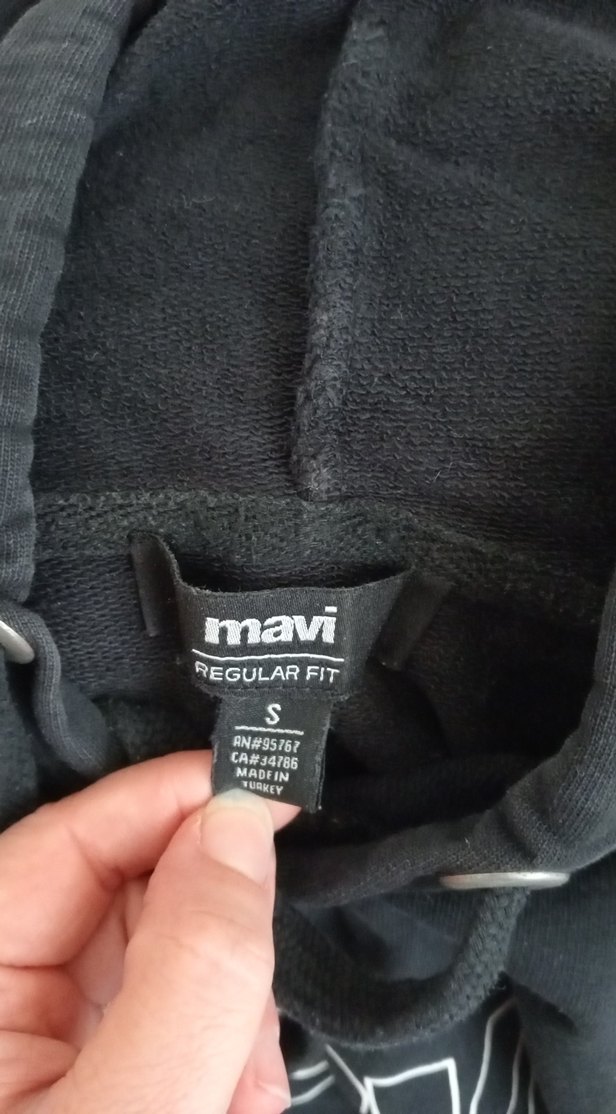 mavi
REGULAR FIT
S
RN#95767
CA#34786
MADE IN
TURKEY